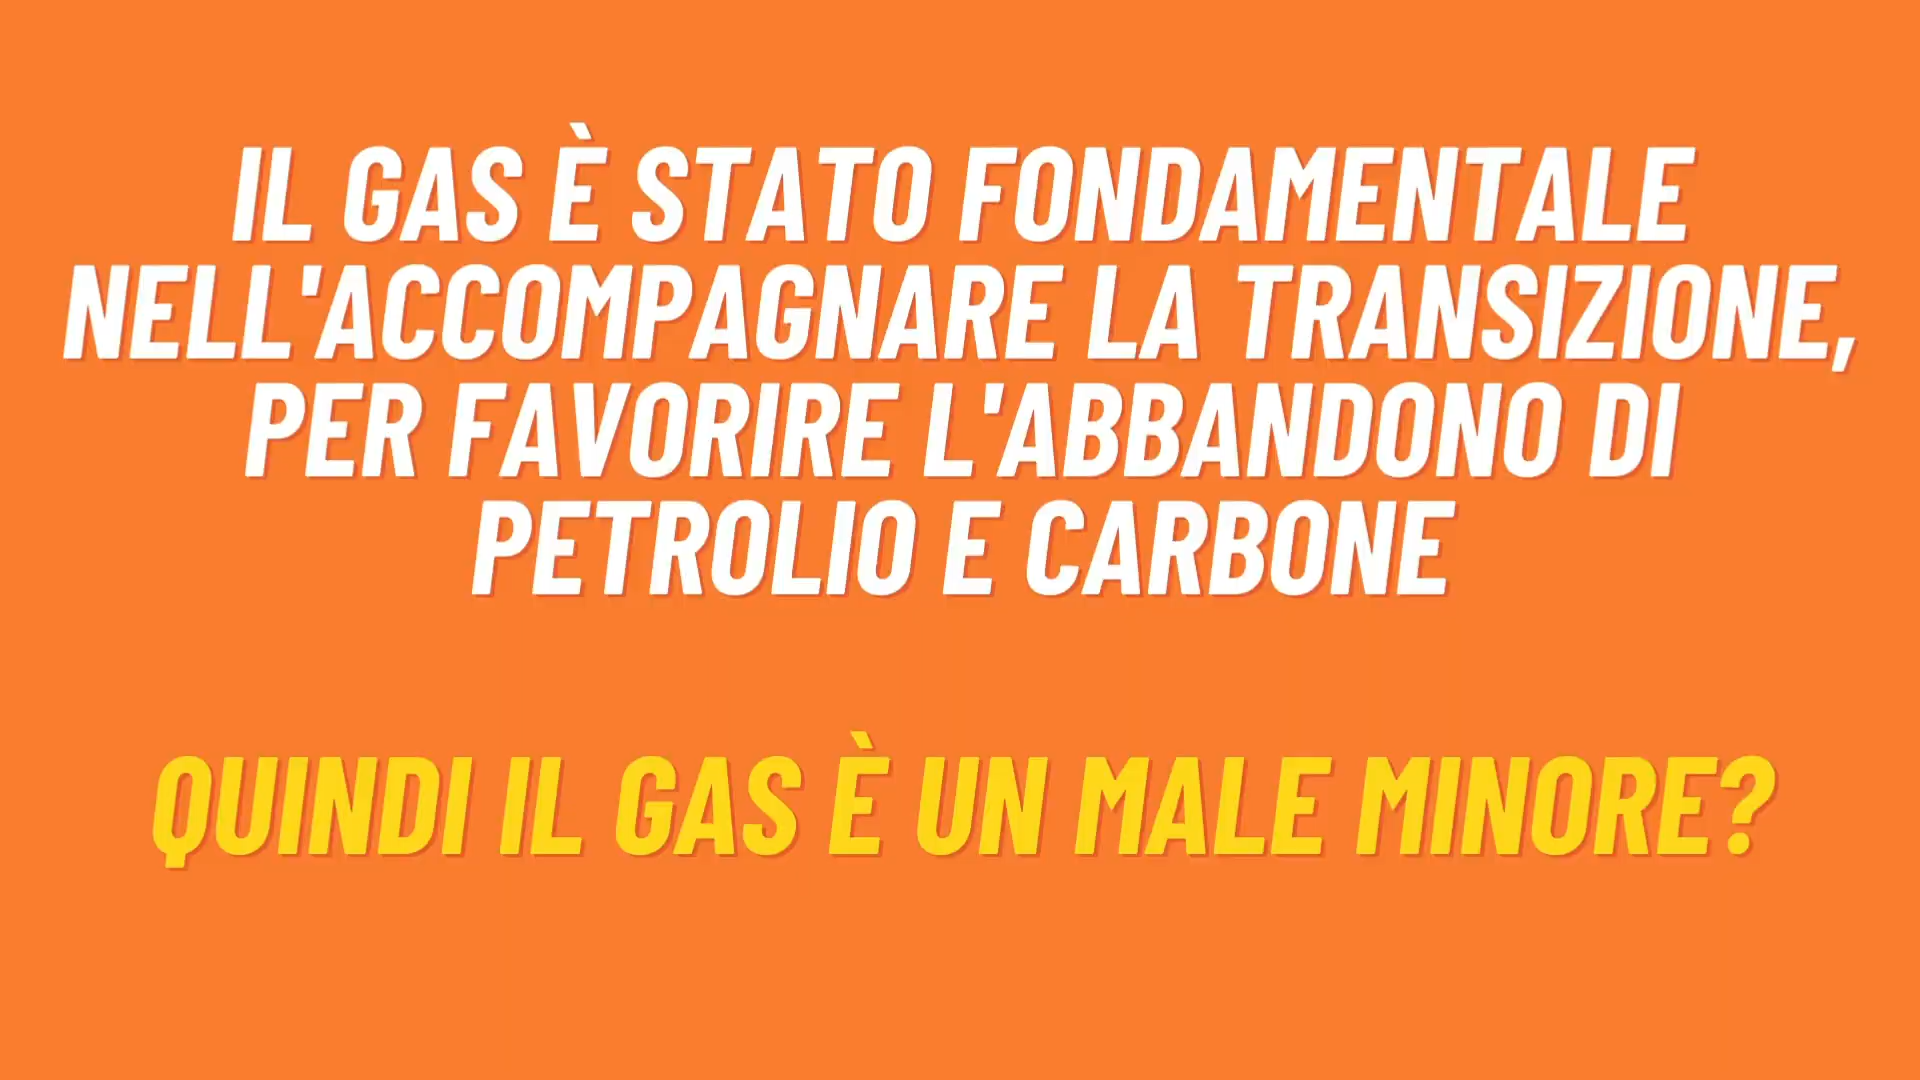 IL GAS È STATO FONDAMENTALE
NELL'ACCOMPAGNARE LA TRANSIZIONE,
PER FAVORIRE L'ABBANDONO DI
PETROLIO E CARBONE
QUINDI IL GAS È UN MALE MINORE?